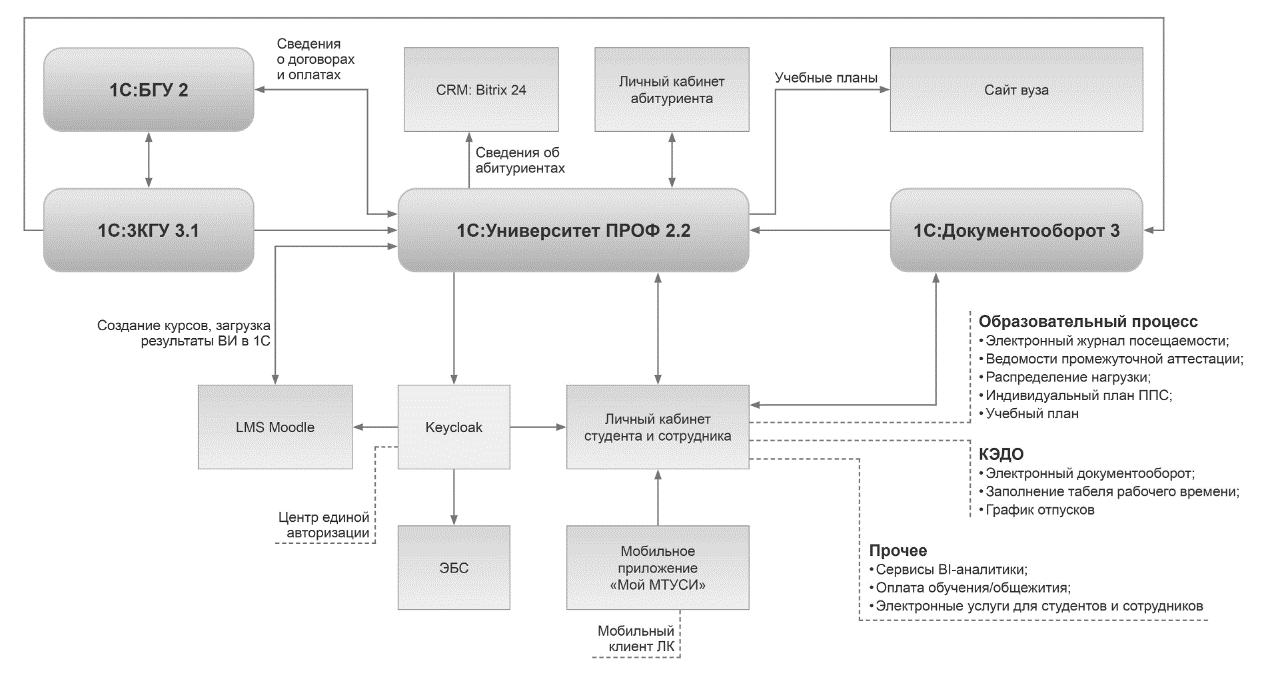 Сведения
о договорах
и оплатах
1С:БГУ 2
CRM: Bitrix 24
Личный кабинет
абитуриента
Учебные планы
Сайт вуза
Сведения об
абитуриентах
1С:ЗКГУ 3.1
1С:Университет ПРОФ 2.2
1С:Документооборот 3
Создание курсов, загрузка
результаты ВИ в 1С
Образовательный процесс
• Электронный журнал посещаемости;
• Ведомости промежуточной аттестации;
• Распределение нагрузки;
• Индивидуальный план ППС;
• Учебный план
LMS Moodle
Keycloak
Личный кабинет
студента и сотрудника
КЭДО
• Электронный документооборот;
• Заполнение табеля рабочего времени;
• График отпусков
Центр единой
авторизации
ЭБС
Мобильное
приложение
«Мой МТУСИ»
Прочее
• Сервисы BI-аналитики;
• Оплата обучения/общежития;
• Электронные услуги для студентов и сотрудников
Мобильный
клиент ЛК